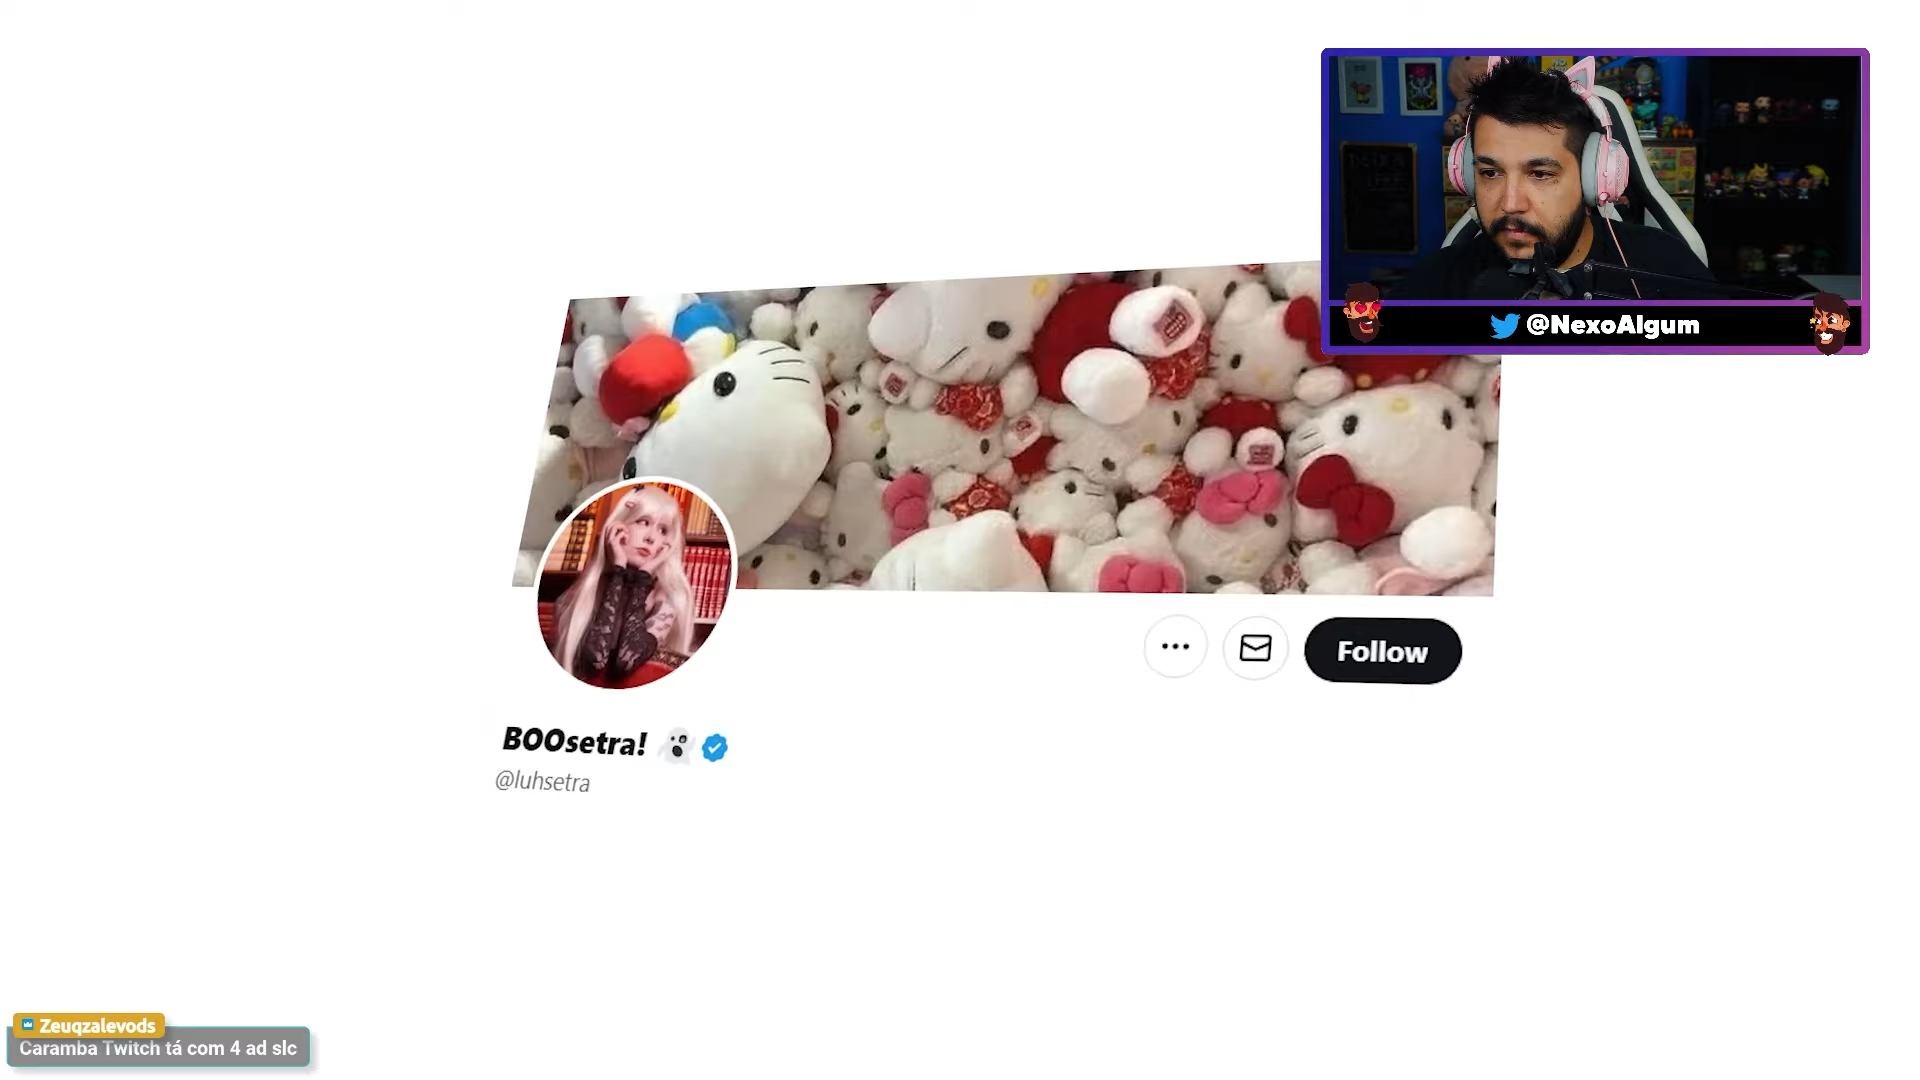 @NexoAlgum
Follow
BOOsetra!
@luhsetra
Zeuqzalevods
Caramba Twitch tá com 4 ad slc